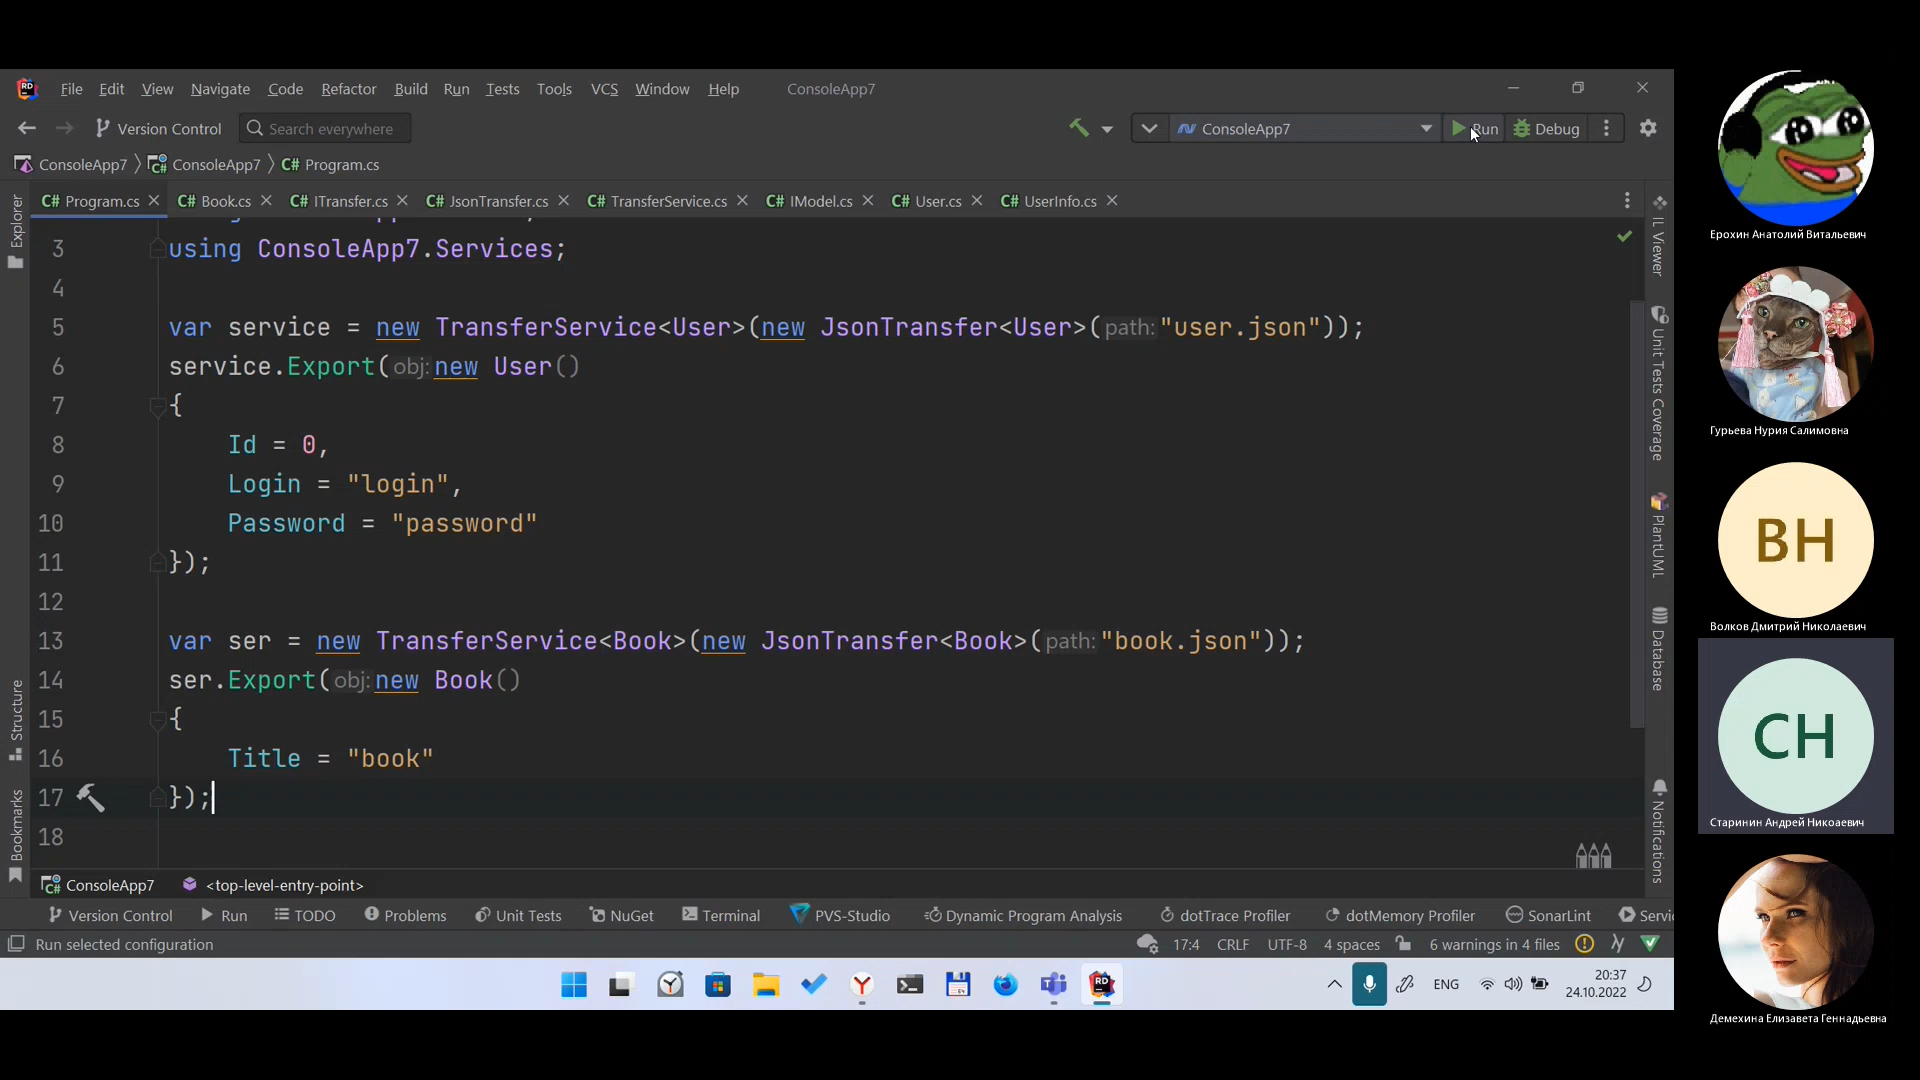 File Edit View Navigate Code Refactor Build Run Tests Tools VCS Window Help ConsoleApp7
Version Control Search everywhere ConsoleApp7 Run Debug
ConsoleApp7 ConsoleApp7 C# Program.cs
C# Program.cs C# Book.cs C# ITransfer.cs C# JsonTransfer.cs C# TransferService.cs C# IModel.cs C# User.cs C# UserInfo.cs
Explorer
Structure
Bookmarks
3 using ConsoleApp7.Services;
4
5 var service = new TransferService<User>(new JsonTransfer<User>(path:"user.json"));
6 service.Export(obj:new User()
7 {
8 Id = 0,
9 Login = "login",
10 Password = "password"
11 });
12
13 var ser = new TransferService<Book>(new JsonTransfer<Book>(path:"book.json"));
14 ser.Export(obj:new Book()
15 {
16 Title = "book"
17 });
18
IL Viewer
Unit Tests Coverage
PlantUML
Database
Notifications
ConsoleApp7 <top-level-entry-point>
Version Control Run TODO Problems Unit Tests NuGet Terminal PVS-Studio Dynamic Program Analysis dotTrace Profiler dotMemory Profiler SonarLint Servi
Run selected configuration 17:4 CRLF UTF-8 4 spaces 6 warnings in 4 files
ENG 20:37
24.10.2022
Ерохин Анатолий Витальевич
Гурьева Нурия Салимовна
ВН
Волков Дмитрий Николаевич
СН
Старинин Андрей Никоаевич
Демехина Елизавета Геннадьевна